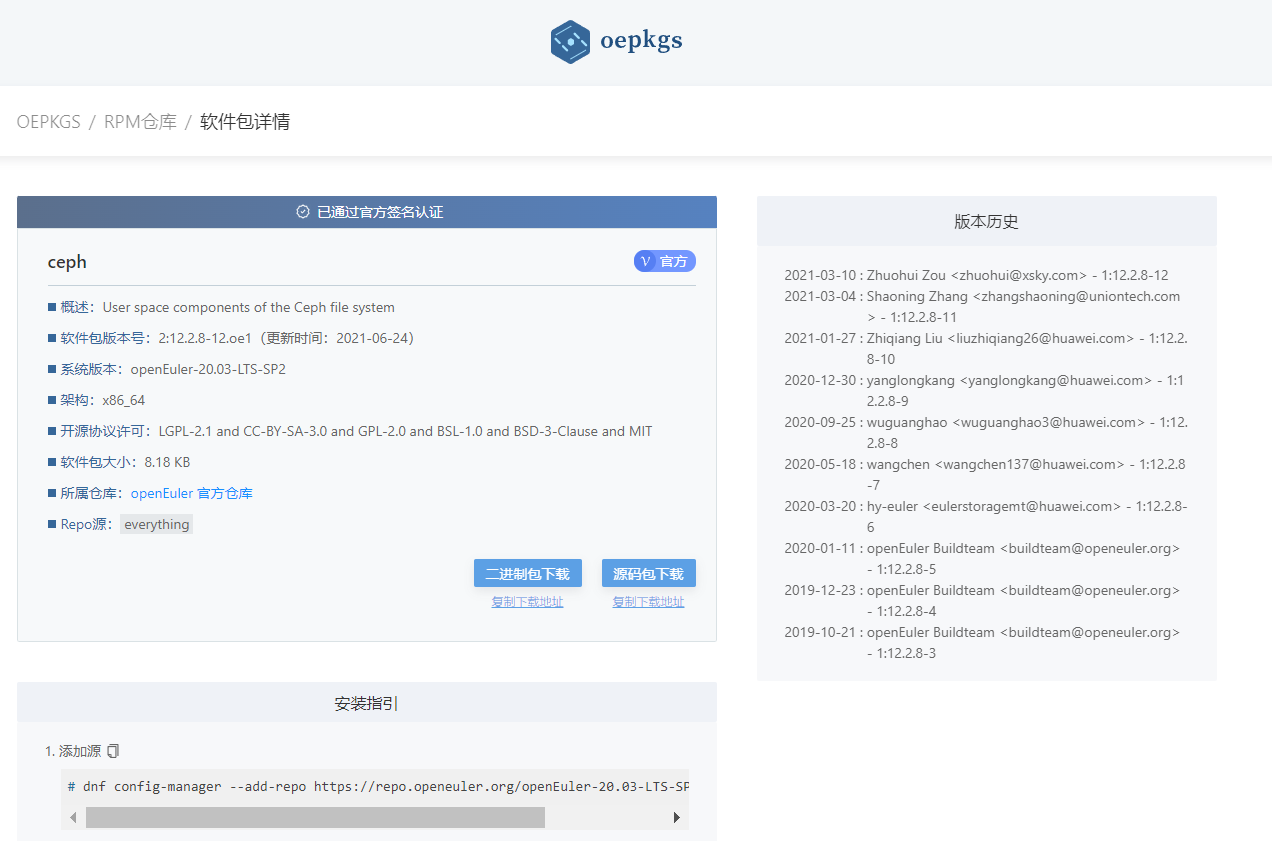 oepkgs
OEPKGS / RPM仓库 / 软件包详情
已通过官方签名认证
ceph
V 官方
概述：User space components of the Ceph file system
软件包版本号：2:12.2.8-12.oe1（更新时间：2021-06-24）
系统版本：openEuler-20.03-LTS-SP2
架构：x86_64
开源协议许可：LGPL-2.1 and CC-BY-SA-3.0 and GPL-2.0 and BSL-1.0 and BSD-3-Clause and MIT
软件包大小：8.18 KB
所属仓库：openEuler 官方仓库
Repo源：everything
二进制包下载
源码包下载
复制下载地址
复制下载地址
安装指引
1. 添加源
# dnf config-manager --add-repo https://repo.openeuler.org/openEuler-20.03-LTS-SP
版本历史
2021-03-10 : Zhuohui Zou <zhuohui@xsky.com> - 1:12.2.8-12
2021-03-04 : Shaoning Zhang <zhangshaoning@uniontech.com
> - 1:12.2.8-11
2021-01-27 : Zhiqiang Liu <liuzhiqiang26@huawei.com> - 1:12.2.
8-10
2020-12-30 : yanglongkang <yanglongkang@huawei.com> - 1:1
2.2.8-9
2020-09-25 : wuguanghao <wuguanghao3@huawei.com> - 1:12.
2.8-8
2020-05-18 : wangchen <wangchen137@huawei.com> - 1:12.2.8
-7
2020-03-20 : hy-euler <eulerstoragemt@huawei.com> - 1:12.2.8-
6
2020-01-11 : openEuler Buildteam <buildteam@openeuler.org>
- 1:12.2.8-5
2019-12-23 : openEuler Buildteam <buildteam@openeuler.org>
- 1:12.2.8-4
2019-10-21 : openEuler Buildteam <buildteam@openeuler.org>
- 1:12.2.8-3